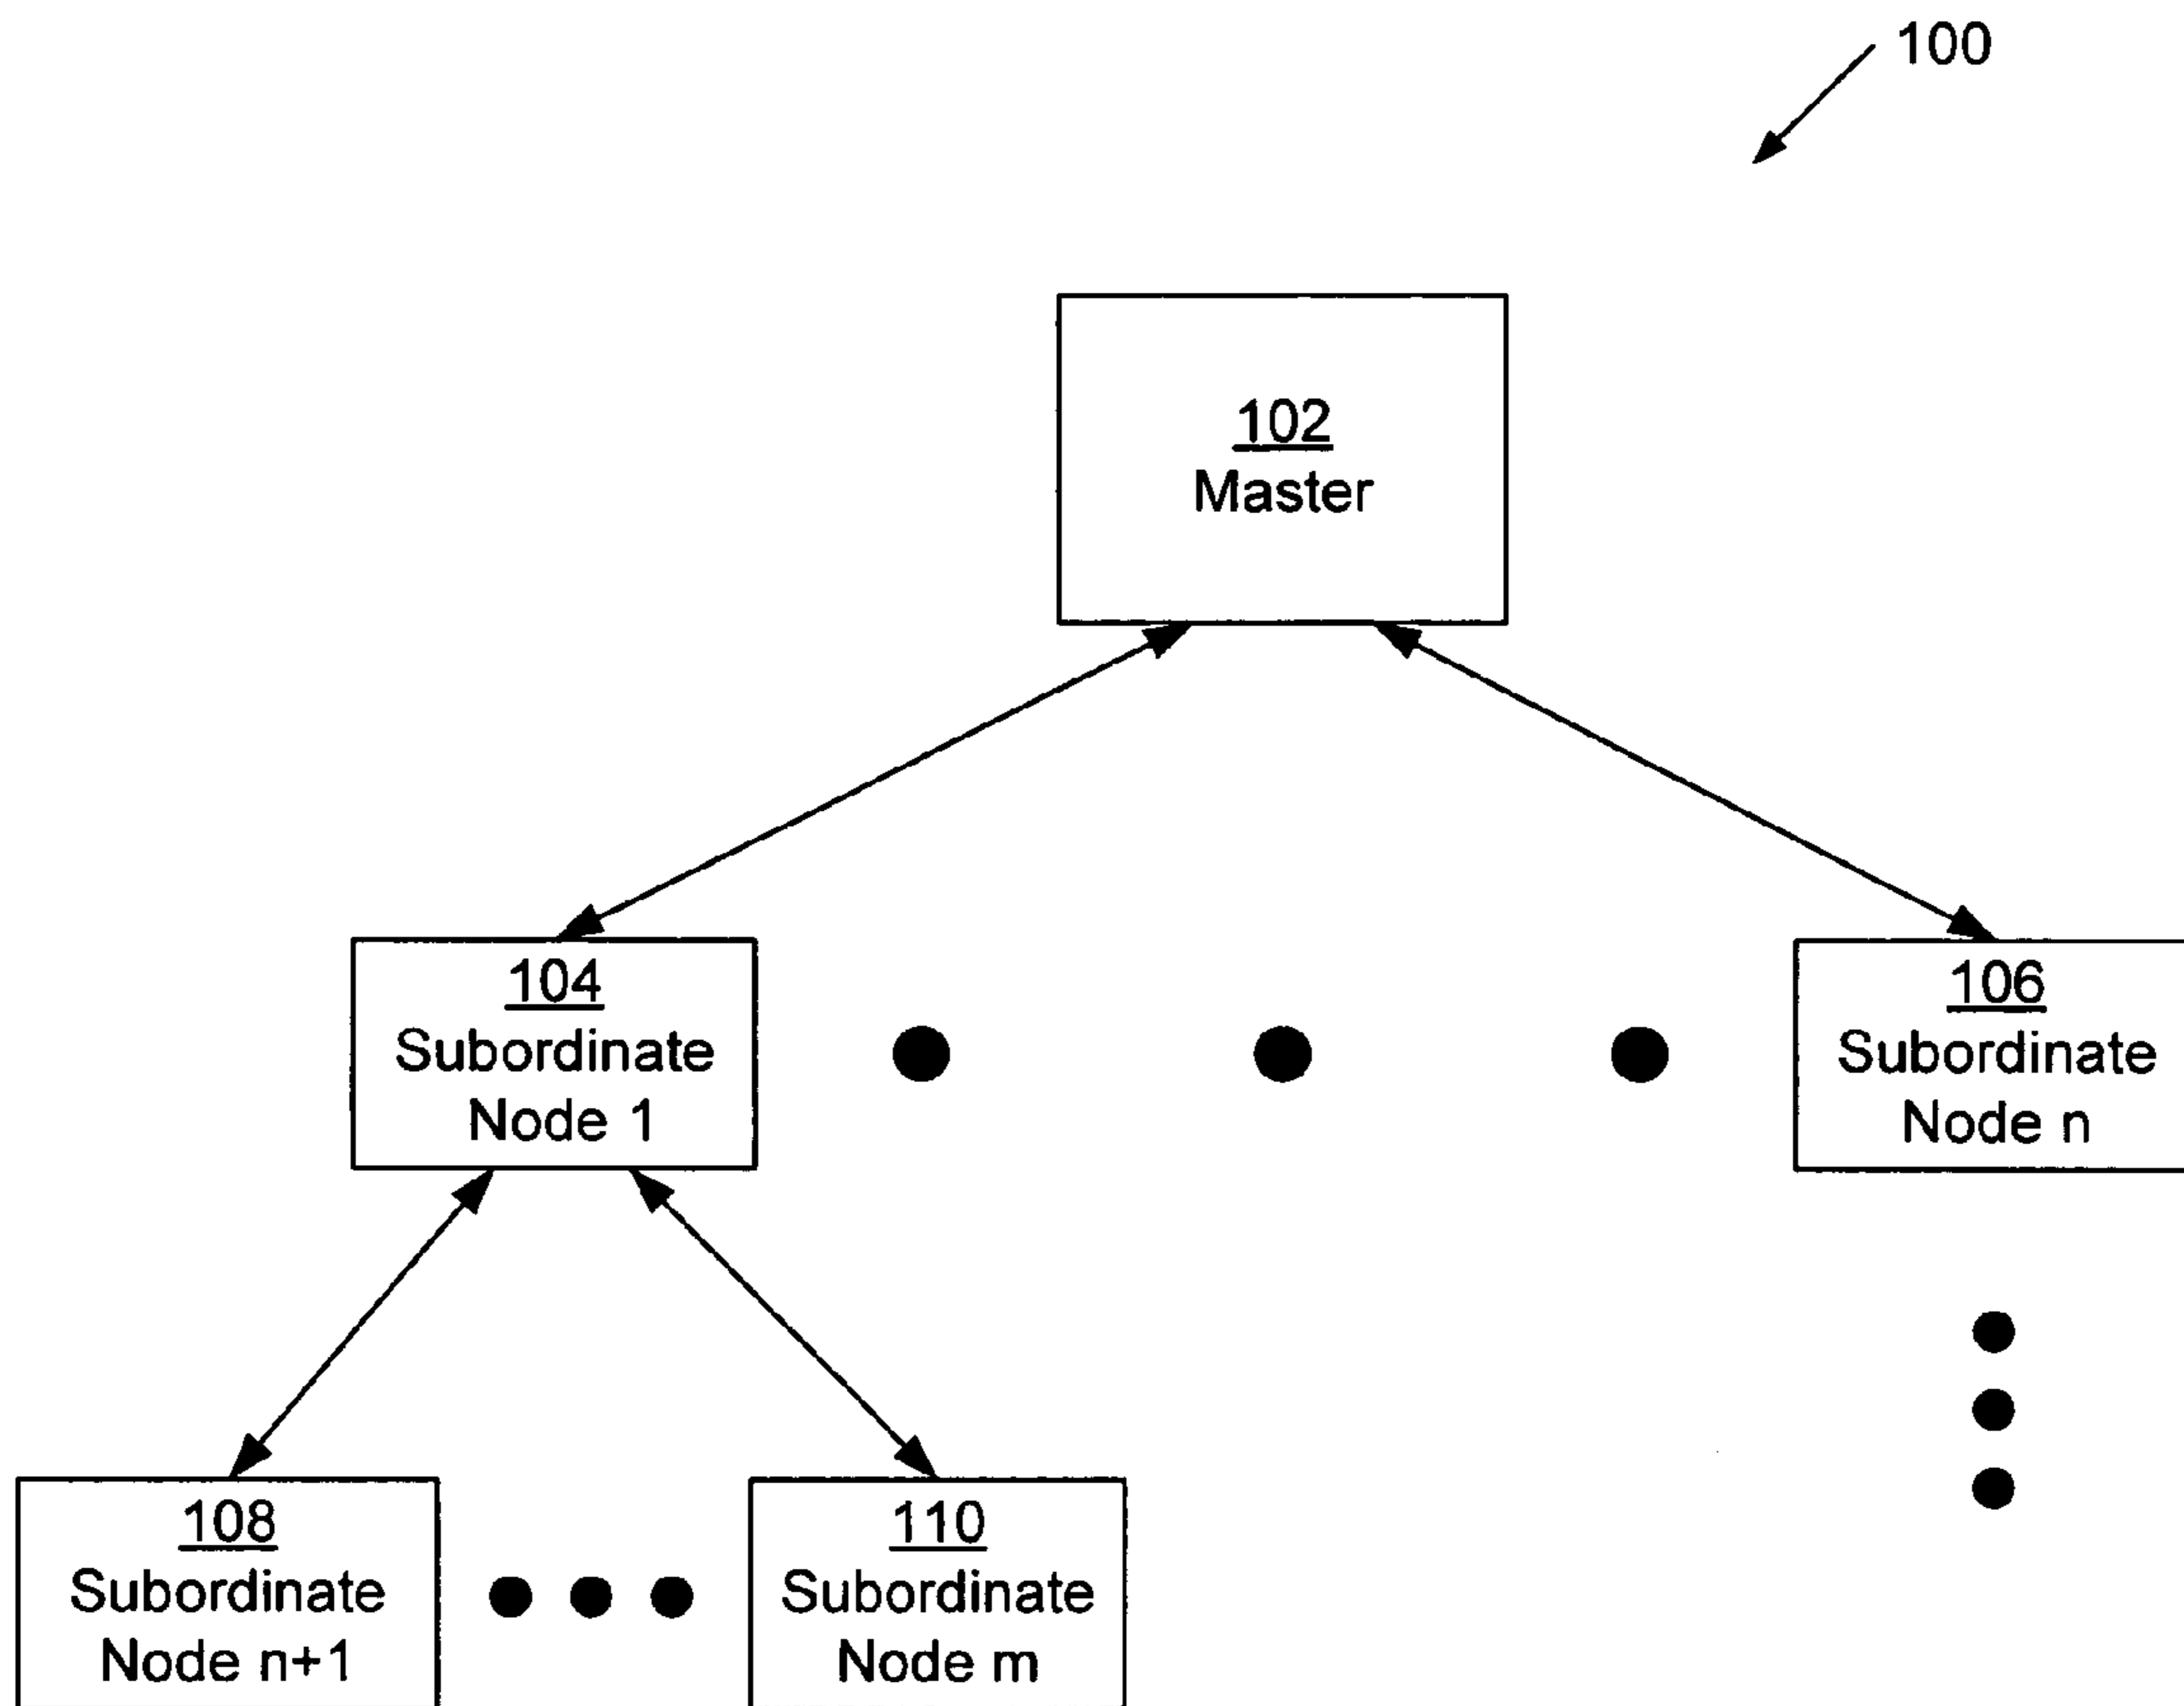 100
102
Master
104
Subordinate
Node 1
106
Subordinate
Node n
108
Subordinate
Node n+1
110
Subordinate
Node m